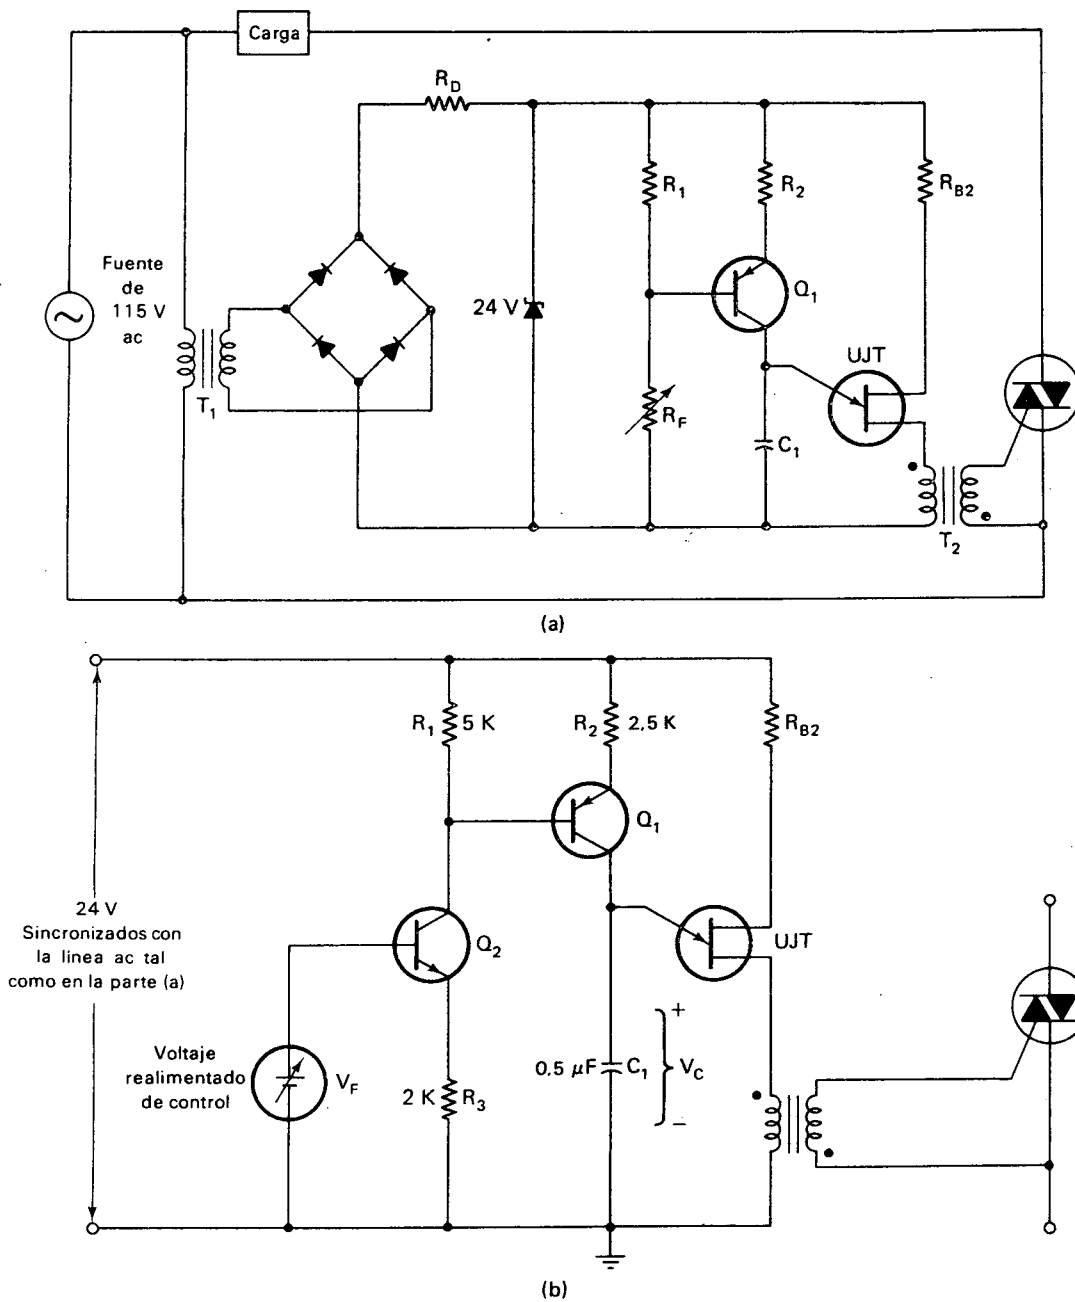 Carga
R_D
R_1
R_2
R_B2
Fuente
de
115 V
ac
24 V
Q_1
UJT
T_1
R_F
C_1
T_2
(a)
R_1 5 K
R_2 2,5 K
R_B2
Q_1
24 V
Sincronizados con
la linea ac tal
como en la parte (a)
Q_2
UJT
+
Voltaje
realimentado
de control
V_F
2 K R_3
0.5 μF C_1
V_C
−
(b)